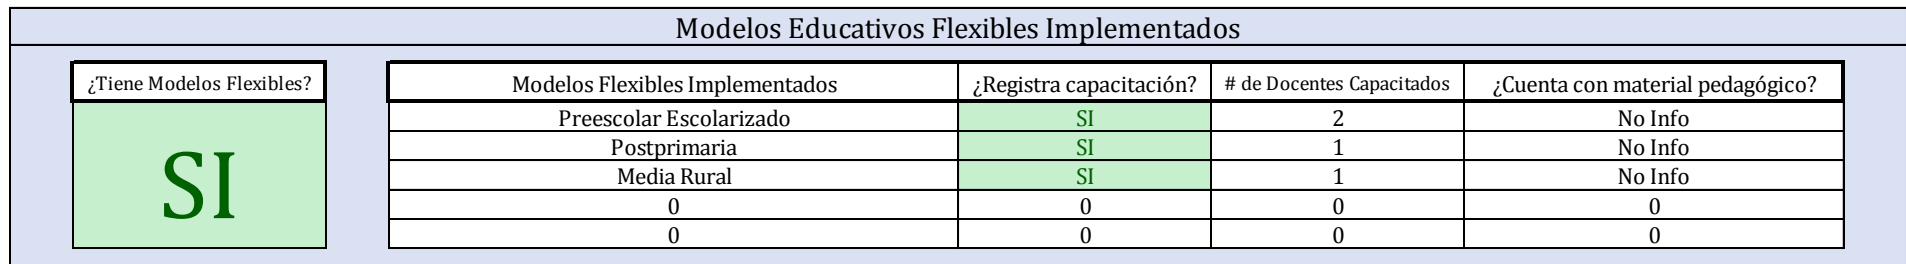 Modelos Educativos Flexibles Implementados
¿Tiene Modelos Flexibles? Modelos Flexibles Implementados ¿Registra capacitación? # de Docentes Capacitados ¿Cuenta con material pedagógico?
SI
Preescolar Escolarizado SI 2 No Info
Postprimaria SI 1 No Info
Media Rural SI 1 No Info
0 0 0 0
0 0 0 0